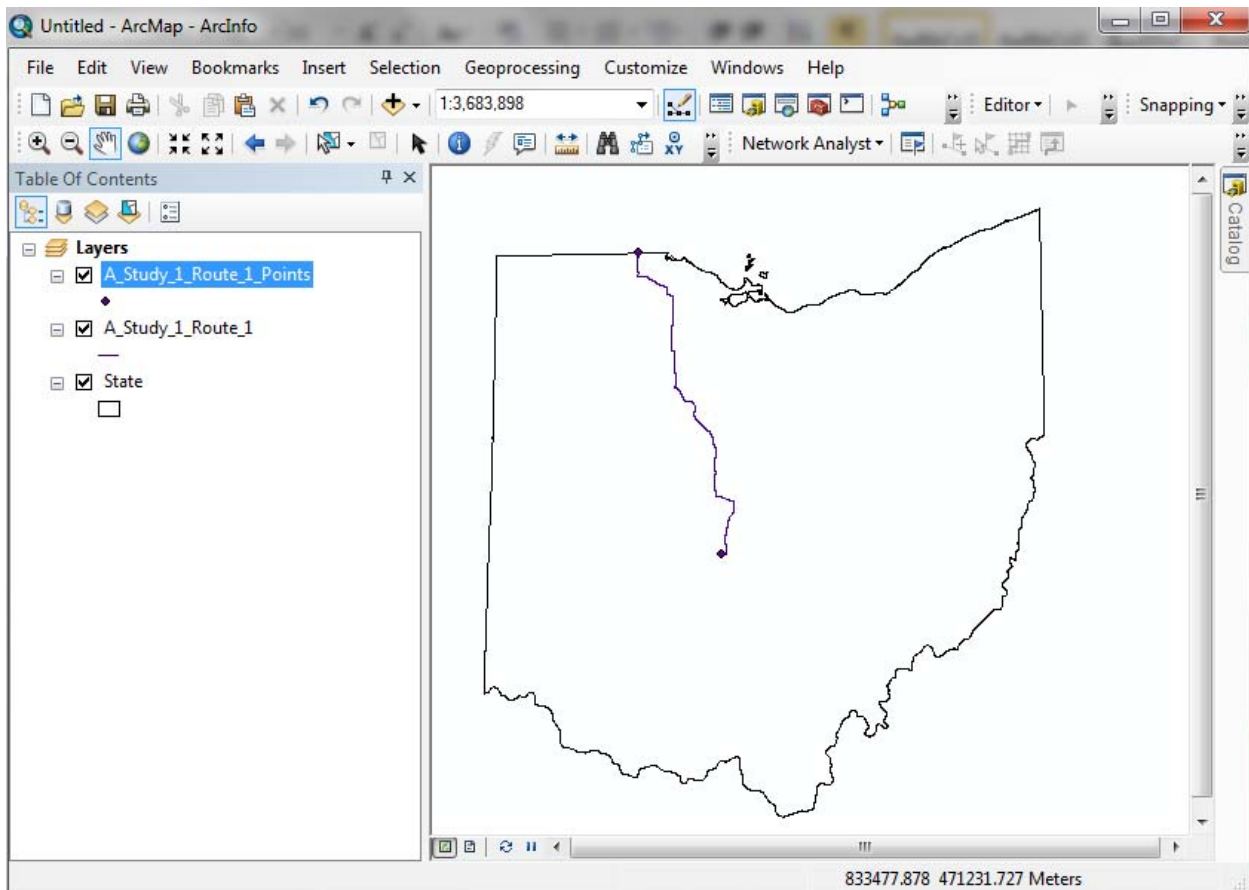 Untitled - ArcMap - ArcInfo
File Edit View Bookmarks Insert Selection Geoprocessing Customize Windows Help
1:3,683,898 Editor Snapping
Network Analyst
Table Of Contents
Layers
A_Study_1_Route_1_Points
A_Study_1_Route_1
State
Catalog
833477.878 471231.727 Meters